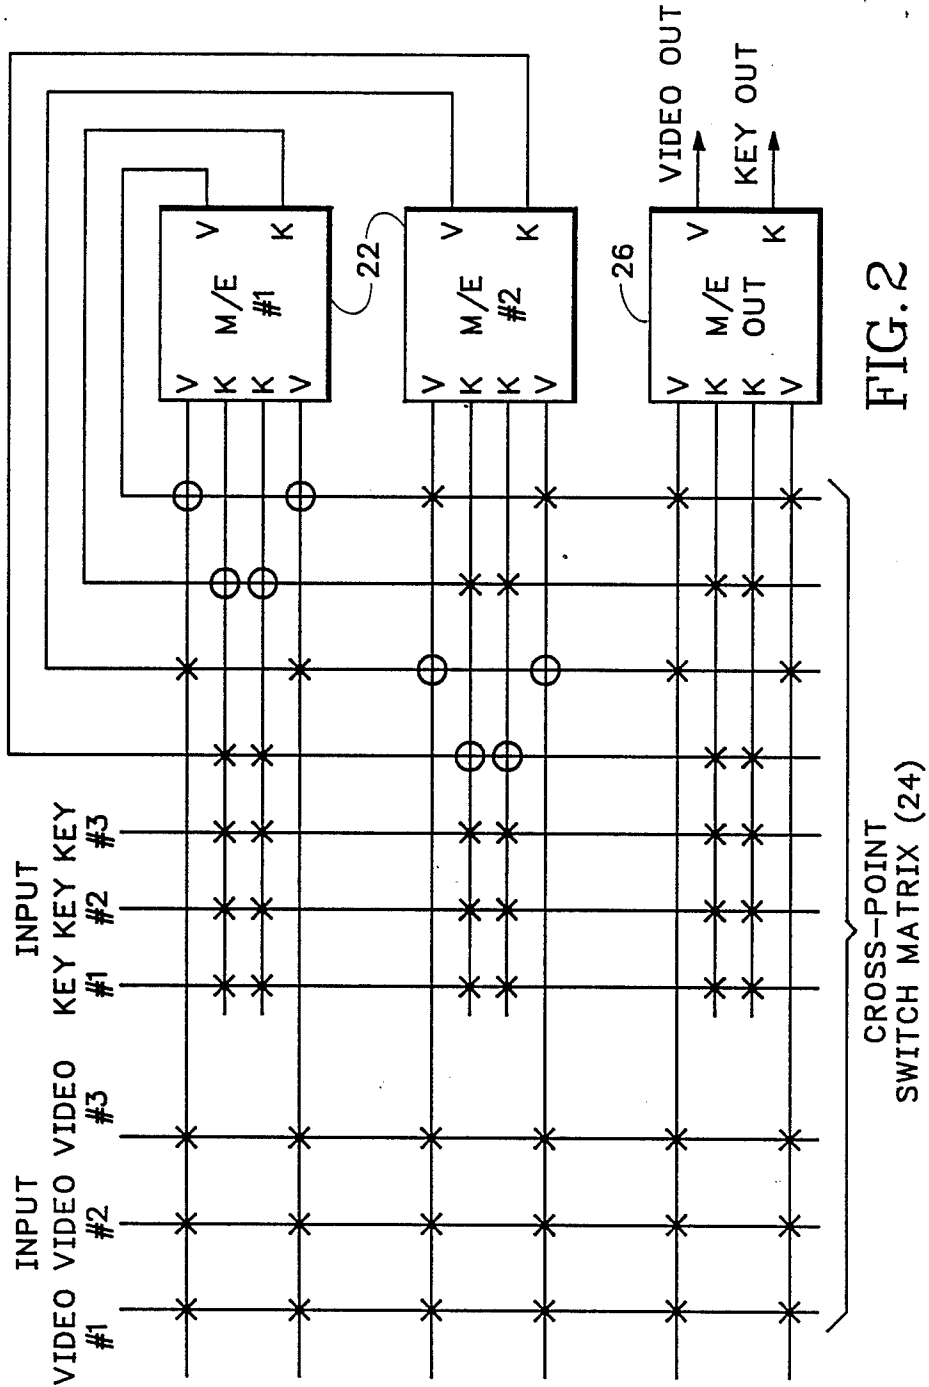 INPUT
VIDEO VIDEO VIDEO
#1 #2 #3
INPUT
KEY KEY KEY
#1 #2 #3
V
K
K
V
M/E
#1
V
K
22
V
K
K
V
M/E
#2
V
K
26
V
K
K
V
M/E
OUT
V
K
VIDEO OUT
KEY OUT
CROSS-POINT
SWITCH MATRIX (24)
FIG.2